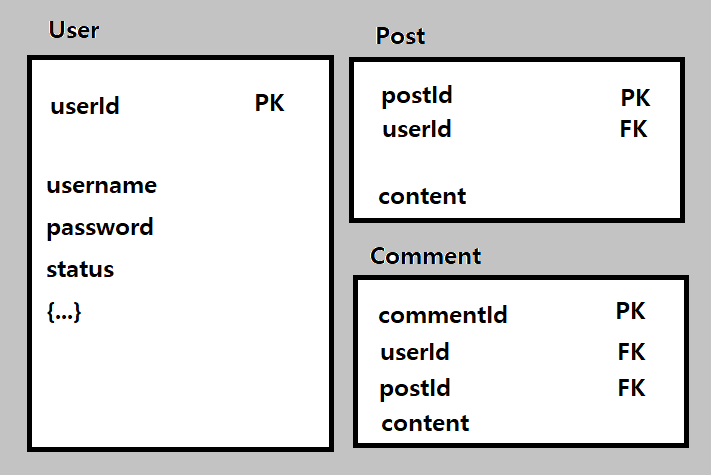 User
userId PK
username
password
status
{...}
Post
postId PK
userId FK
content
Comment
commentId PK
userId FK
postId FK
content